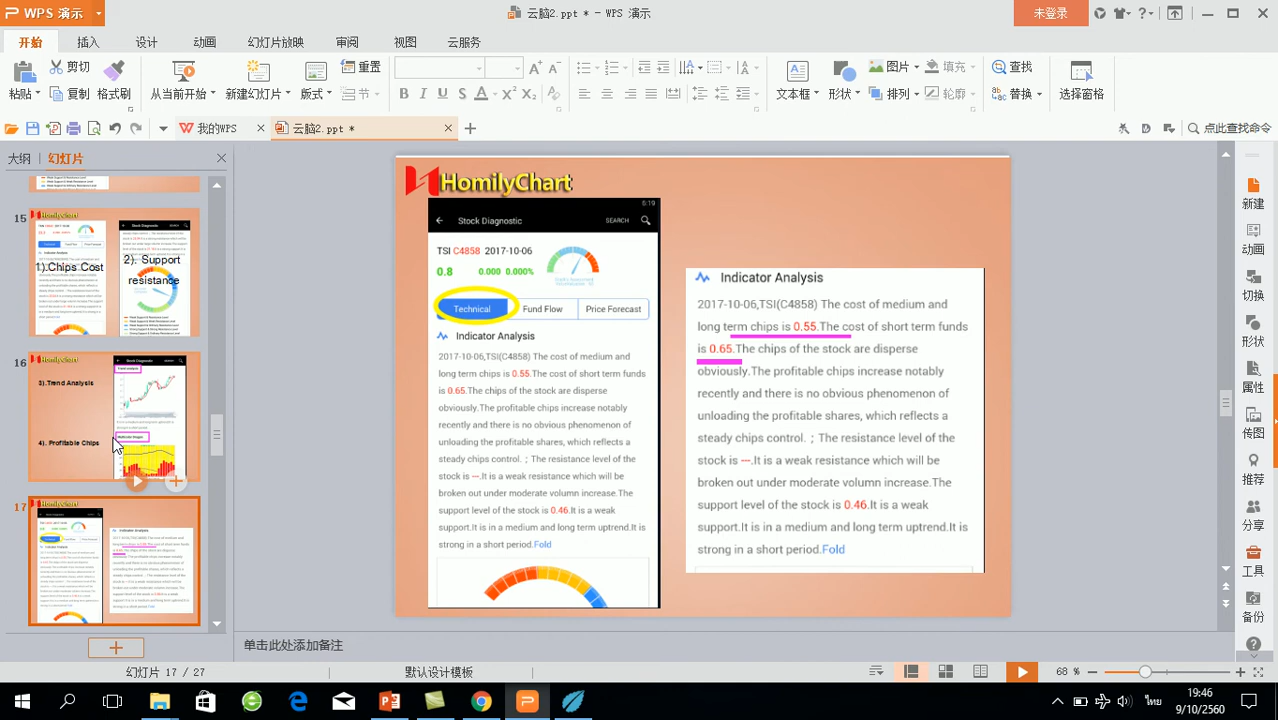 WPS 演示
云脑2.ppt * – WPS 演示
未登录
开始 插入 设计 动画 幻灯片放映 审阅 视图 云服务
粘贴 剪切 复制 格式刷 从当前开始 新建幻灯片 版式 重置 节
B I U S A X² X₂
文本框 形状 图片 排列 填充 轮廓 查找 替换 选择窗格
我的WPS 云脑2.ppt * 点此查找命令
大纲 幻灯片
15
HomilyChart
1).Chips Cost
2). Support
resistance
16
HomilyChart
3).Trend Analysis
4). Profitable Chips
Stock Diagnostic
17
HomilyChart
Indicator Analysis
HomilyChart
6:19
Stock Diagnostic SEARCH
TSI C4858 2017-10-06
0.8 0.000 0.000%
Technical Fund Flow Price Forecast
Indicator Analysis
2017-10-06,TSI(C4858) The cost of medium and
long term chips is 0.55.The cost of short term funds
is 0.65.The chips of the stock are disperse
obviously.The profitable chips increase notably
recently and there is no obvious phenomenon of
unloading the profitable share, which reflects a
steady chips control.；The resistance level of the
stock is ---.It is a weak resistance which will be
broken out under moderate volumn increase.The
support level of the stock is 0.46.It is a weak
support.It is in a medium and long term uptrend.It is
strong in a short period.Fold
Indicator Analysis
2017-10-06,TSI(C4858) The cost of medium and
long term chips is 0.55.The cost of short term funds
is 0.65.The chips of the stock are disperse
obviously.The profitable chips increase notably
recently and there is no obvious phenomenon of
unloading the profitable share, which reflects a
steady chips control.；The resistance level of the
stock is ---.It is a weak resistance which will be
broken out under moderate volumn increase.The
support level of the stock is 0.46.It is a weak
support.It is in a medium and long term uptrend.It is
strong in a short period.Fold
新建
动画
切换
形状
属性
传图
推荐
分享
工具
备份
单击此处添加备注
幻灯片 17 / 27 默认设计模板 68 %
ไทย
19:46
9/10/2560